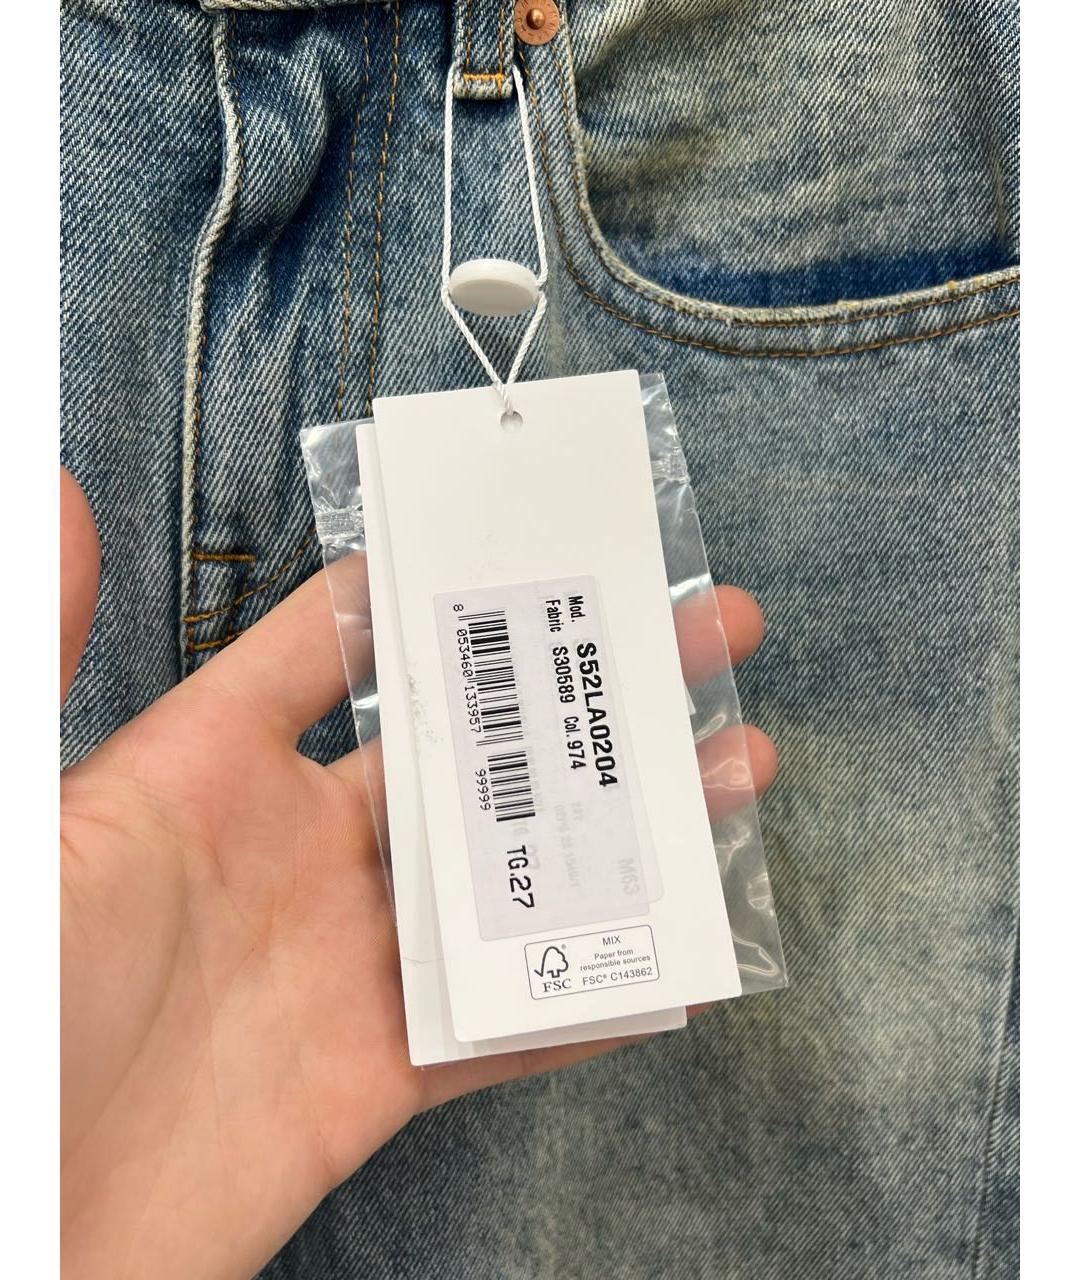 Mod. S52LA0204
Fabric S30589 Col.974
8 053460 133957
99999
TG.27
M63
MIX
Paper from
responsible sources
FSC® C143862
FSC®